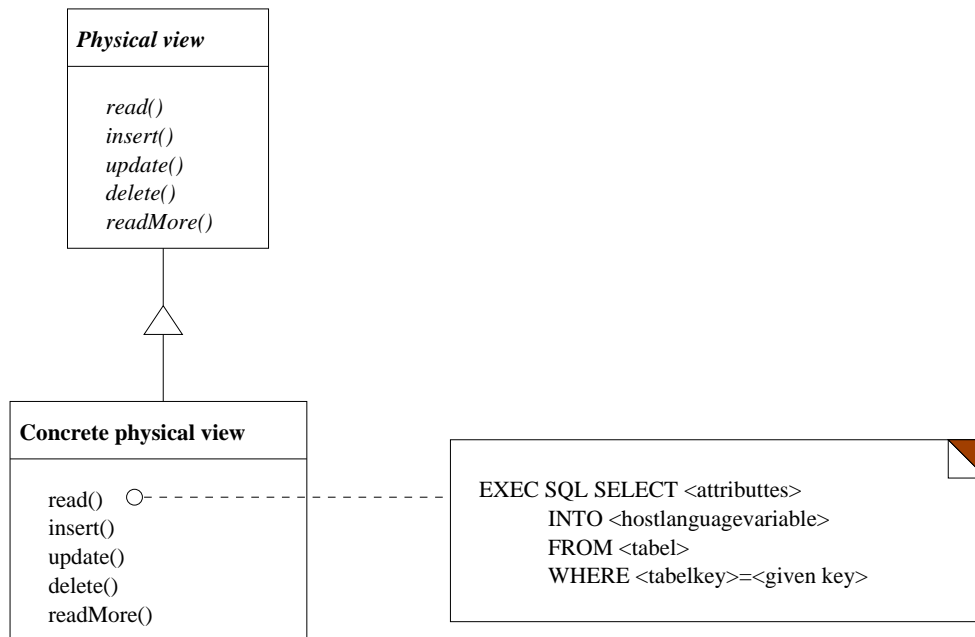 Physical view
read()
insert()
update()
delete()
readMore()
Concrete physical view
read()
insert()
update()
delete()
readMore()
EXEC SQL SELECT <attributtes>
INTO <hostlanguagevariable>
FROM <tabel>
WHERE <tabelkey>=<given key>